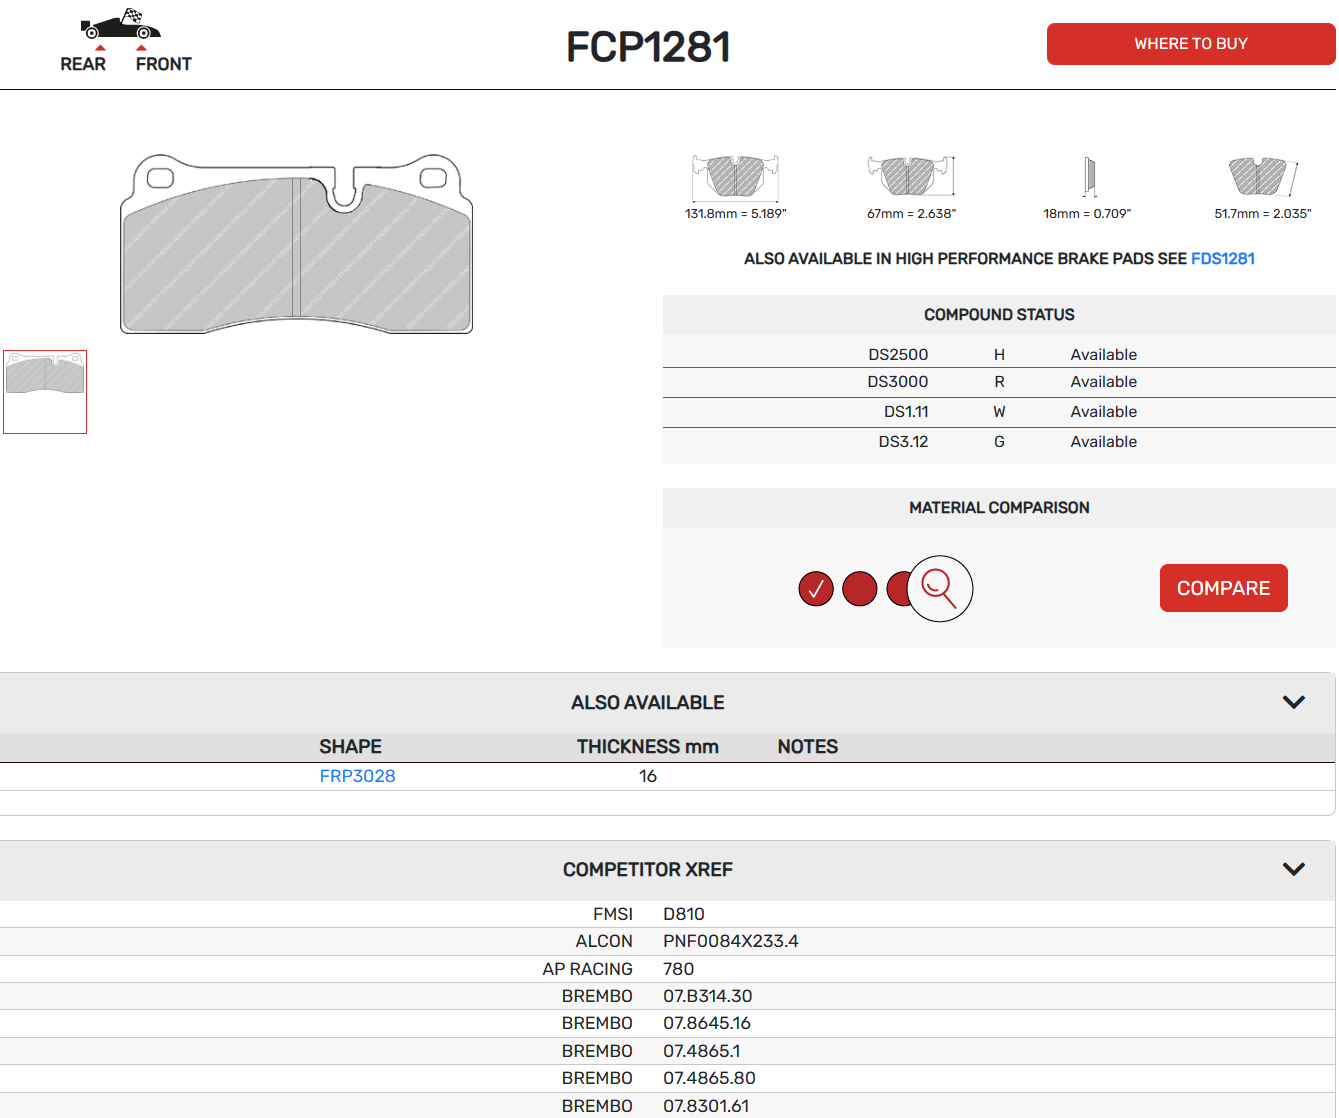 FCP1281
WHERE TO BUY
REAR FRONT
131.8mm = 5.189" 67mm = 2.638" 18mm = 0.709" 51.7mm = 2.035"
ALSO AVAILABLE IN HIGH PERFORMANCE BRAKE PADS SEE FDS1281
COMPOUND STATUS
DS2500 H Available
DS3000 R Available
DS1.11 W Available
DS3.12 G Available
MATERIAL COMPARISON
COMPARE
ALSO AVAILABLE
SHAPE THICKNESS mm NOTES
FRP3028 16
COMPETITOR XREF
FMSI D810
ALCON PNF0084X233.4
AP RACING 780
BREMBO 07.B314.30
BREMBO 07.8645.16
BREMBO 07.4865.1
BREMBO 07.4865.80
BREMBO 07.8301.61